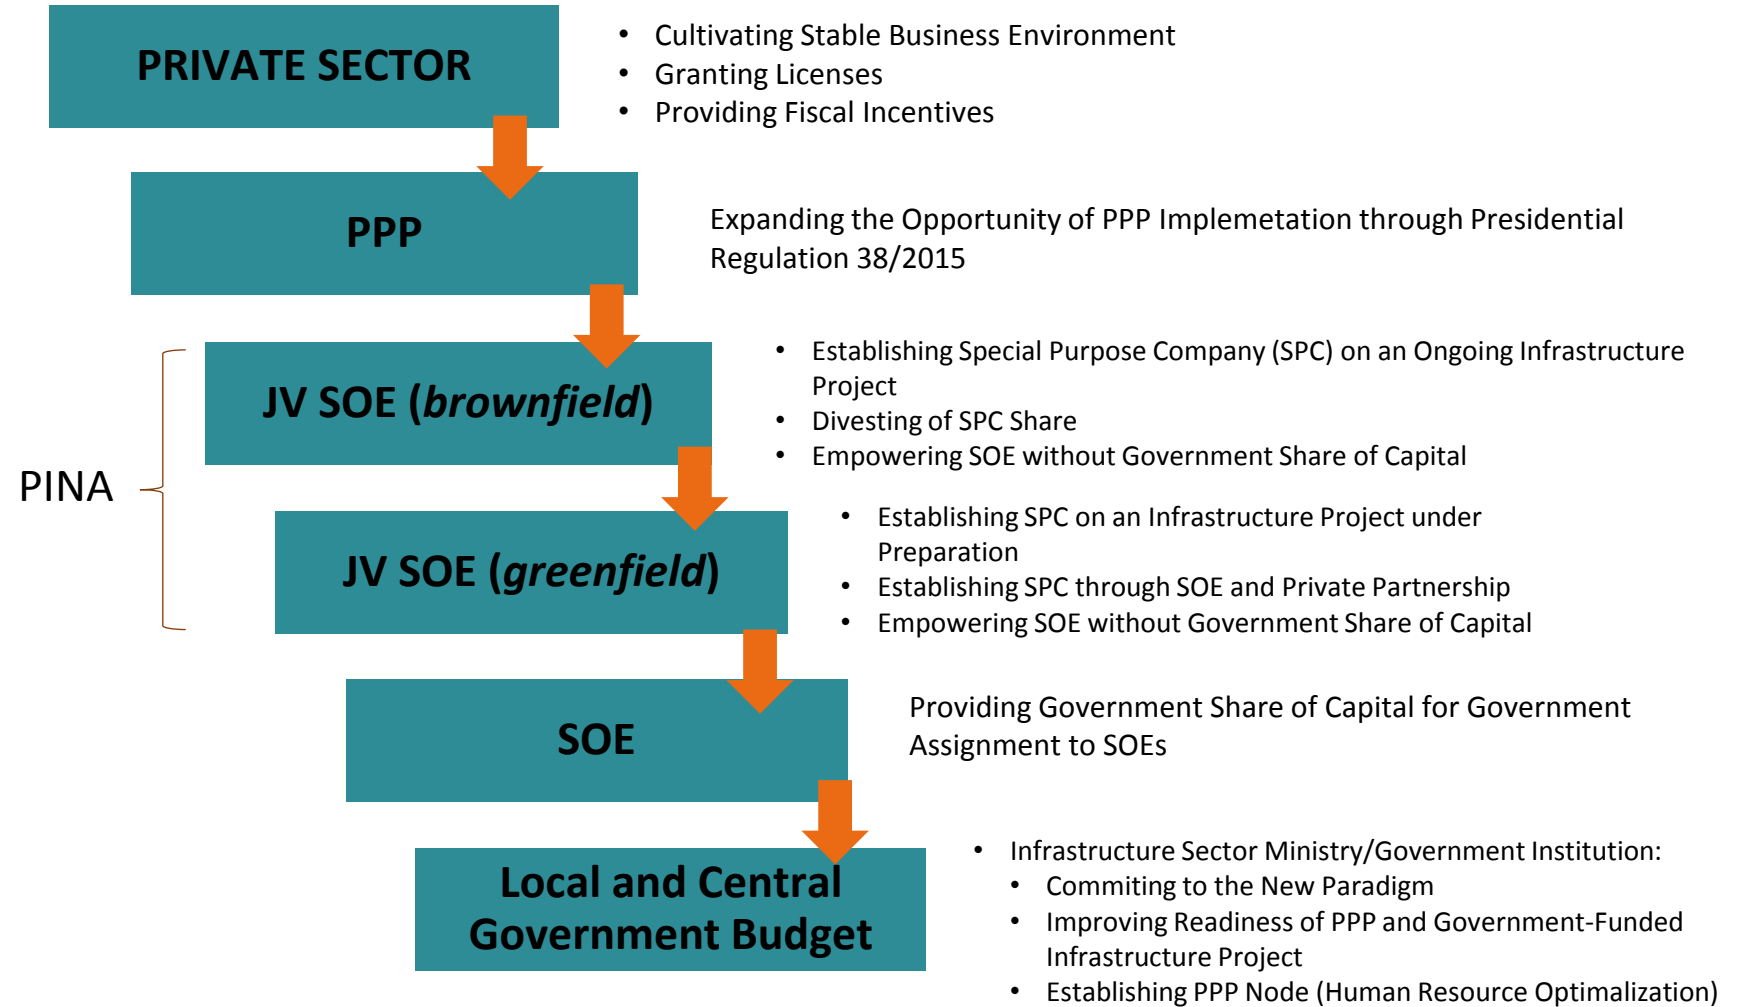 PRIVATE SECTOR
• Cultivating Stable Business Environment
• Granting Licenses
• Providing Fiscal Incentives
PPP
Expanding the Opportunity of PPP Implemetation through Presidential
Regulation 38/2015
PINA
JV SOE (brownfield)
• Establishing Special Purpose Company (SPC) on an Ongoing Infrastructure
Project
• Divesting of SPC Share
• Empowering SOE without Government Share of Capital
JV SOE (greenfield)
• Establishing SPC on an Infrastructure Project under
Preparation
• Establishing SPC through SOE and Private Partnership
• Empowering SOE without Government Share of Capital
SOE
Providing Government Share of Capital for Government
Assignment to SOEs
Local and Central
Government Budget
• Infrastructure Sector Ministry/Government Institution:
• Commiting to the New Paradigm
• Improving Readiness of PPP and Government-Funded
Infrastructure Project
• Establishing PPP Node (Human Resource Optimalization)